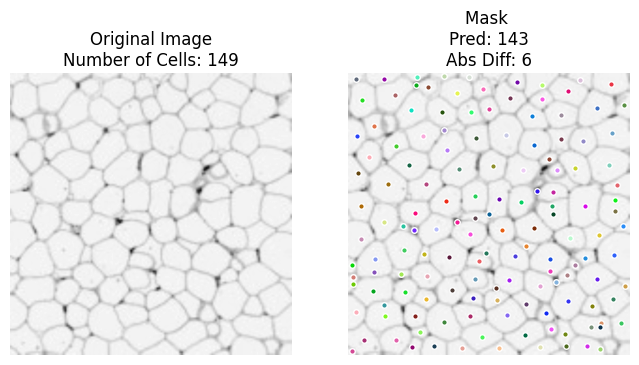 Original Image
Number of Cells: 149
Mask
Pred: 143
Abs Diff: 6